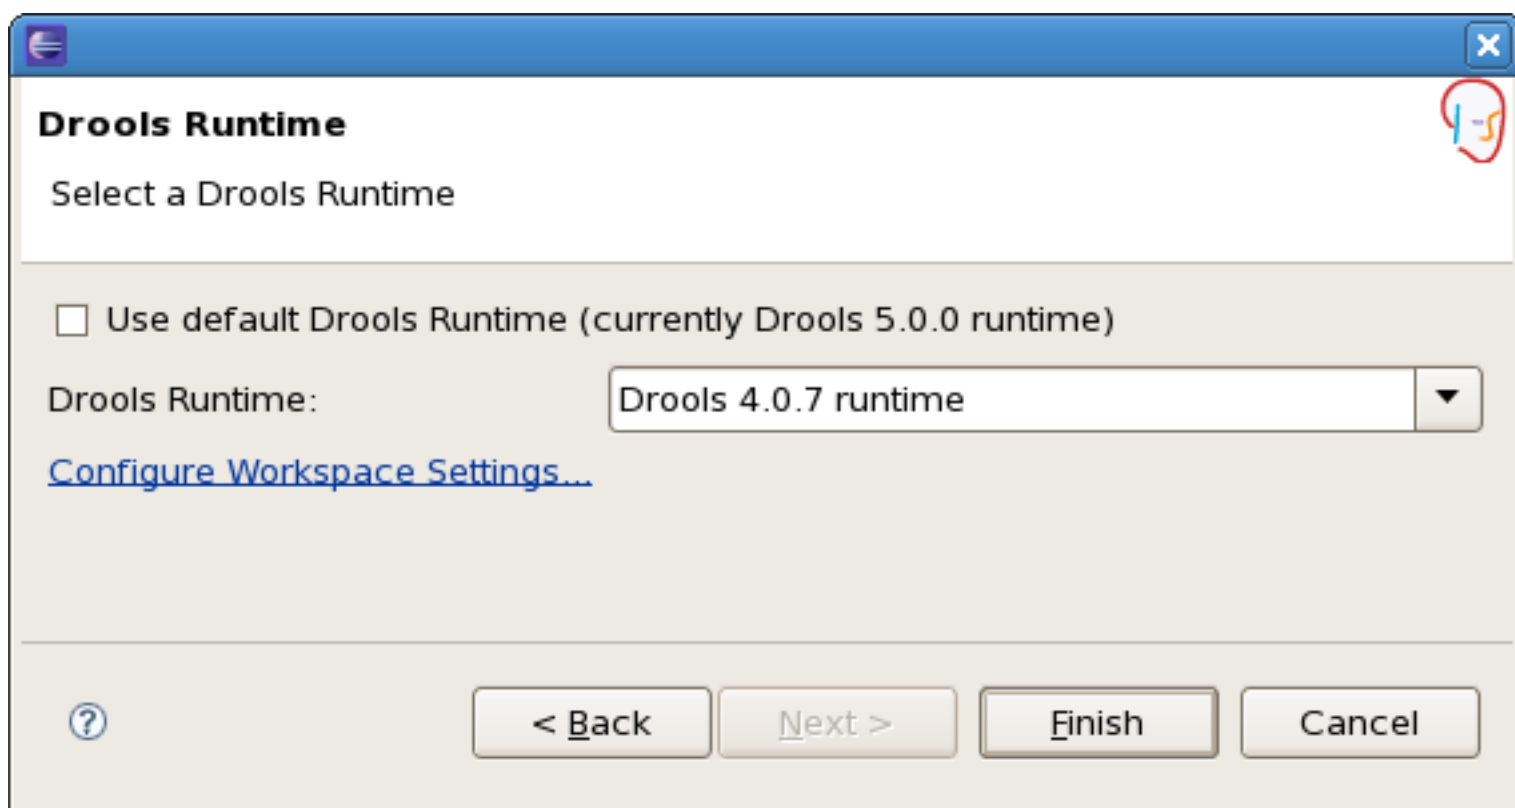 Drools Runtime
Select a Drools Runtime
Use default Drools Runtime (currently Drools 5.0.0 runtime)
Drools Runtime: Drools 4.0.7 runtime
Configure Workspace Settings...
< Back Next > Finish Cancel